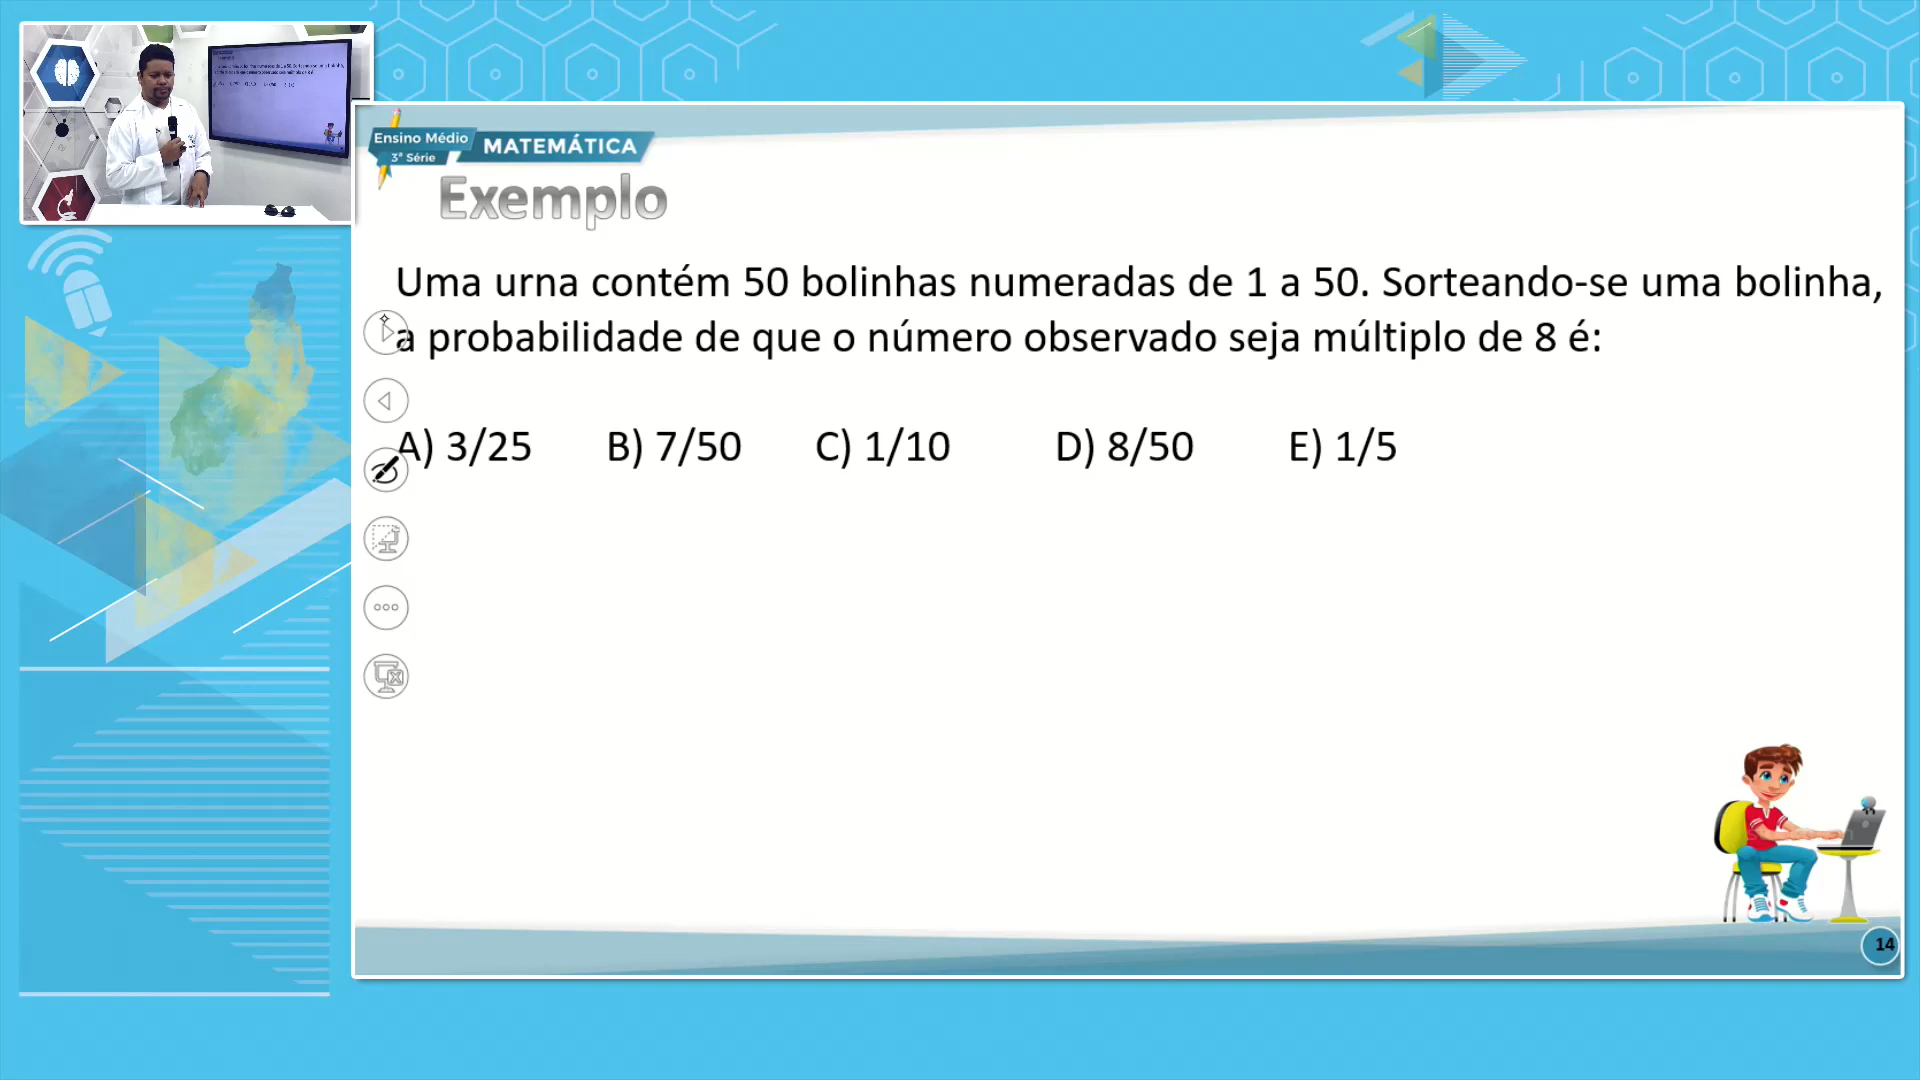 Ensino Médio
3ª Série
MATEMÁTICA
Exemplo
Uma urna contém 50 bolinhas numeradas de 1 a 50. Sorteando-se uma bolinha,
a probabilidade de que o número observado seja múltiplo de 8 é:
A) 3/25 B) 7/50 C) 1/10 D) 8/50 E) 1/5
14